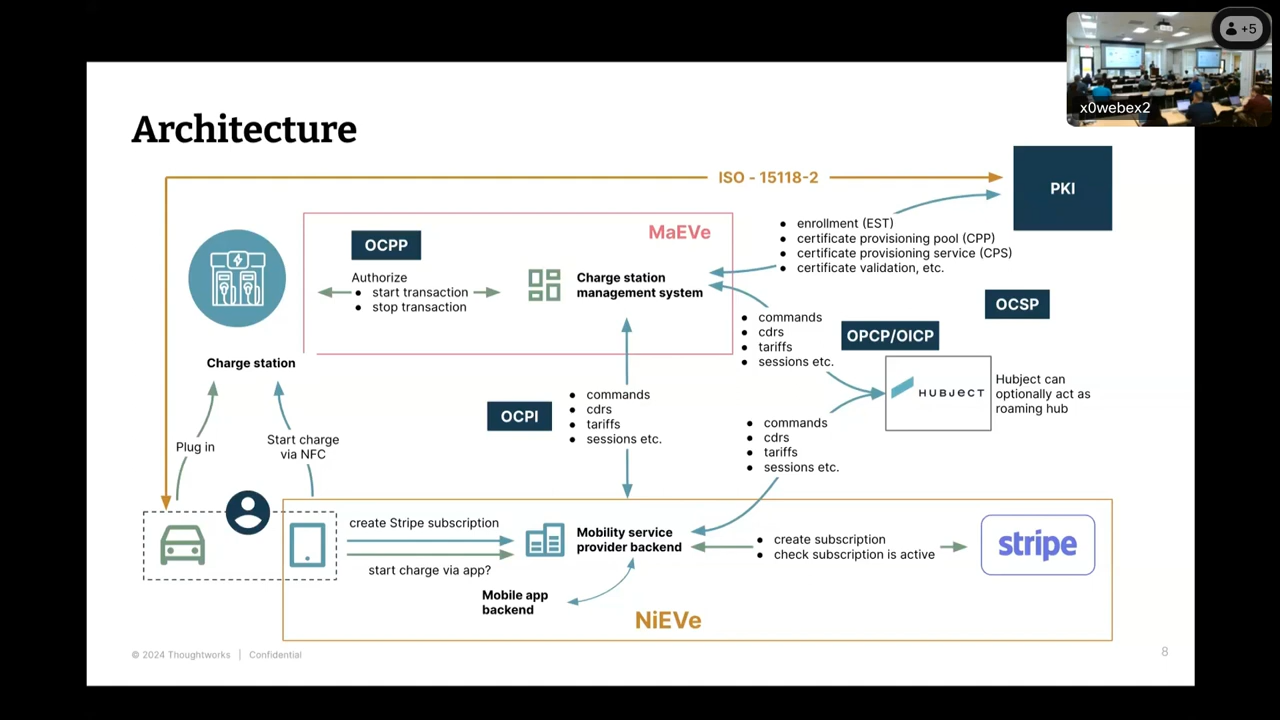 +5
x0webex2
Architecture
ISO - 15118-2
PKI
MaEVe
OCPP
Authorize
• start transaction
• stop transaction
Charge station
management system
• enrollment (EST)
• certificate provisioning pool (CPP)
• certificate provisioning service (CPS)
• certificate validation, etc.
OCSP
• commands
• cdrs
• tariffs
• sessions etc.
OPCP/OICP
HUBJECT
Hubject can
optionally act as
roaming hub
Charge station
Plug in
Start charge
via NFC
OCPI
• commands
• cdrs
• tariffs
• sessions etc.
• commands
• cdrs
• tariffs
• sessions etc.
create Stripe subscription
start charge via app?
Mobility service
provider backend
• create subscription
• check subscription is active
stripe
Mobile app
backend
NiEVe
© 2024 Thoughtworks | Confidential
8